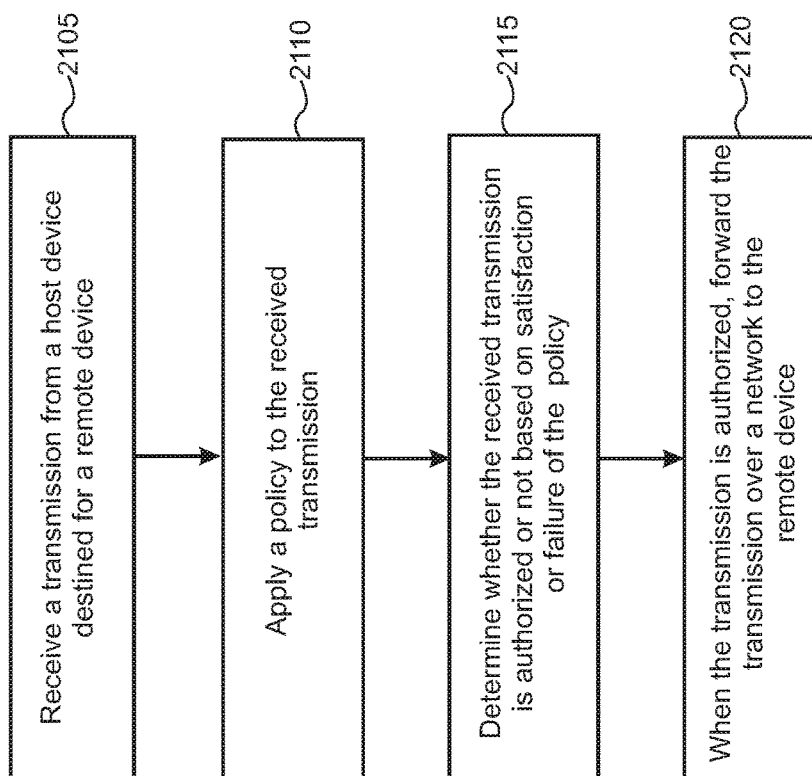 Receive a transmission from a host device
destined for a remote device
2105
Apply a policy to the received
transmission
2110
Determine whether the received transmission
is authorized or not based on satisfaction
or failure of the policy
2115
When the transmission is authorized, forward the
transmission over a network to the
remote device
2120